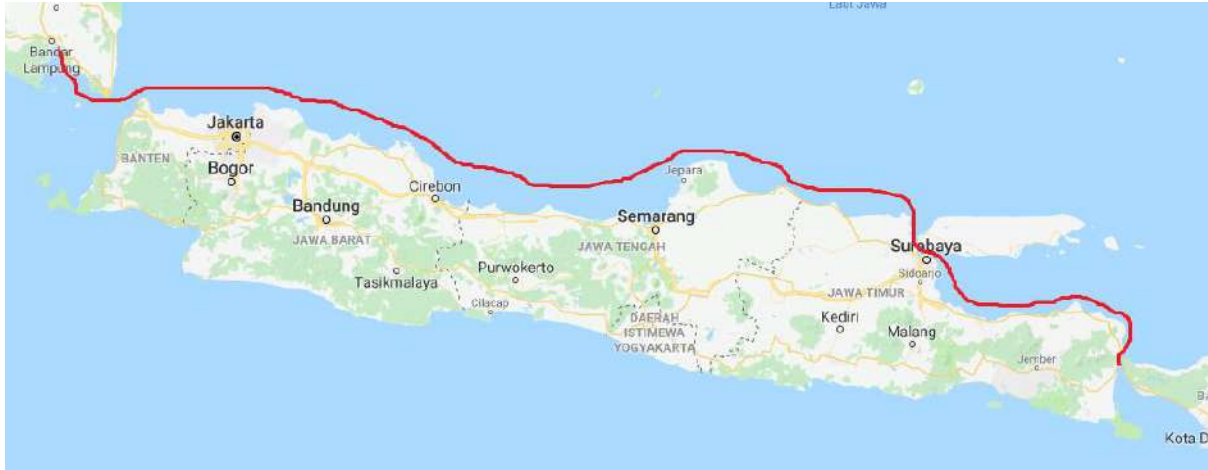 Laut Jawa
Bandar
Lampung
Jakarta
BANTEN
Bogor
Cirebon
Bandung
JAWA BARAT
Tasikmalaya
Jepara
Semarang
JAWA TENGAH
Purwokerto
Cilacap
DAERAH
ISTIMEWA
YOGYAKARTA
Surabaya
Sidoarjo
JAWA TIMUR
Kediri
Malang
Jember
BA
Kota D